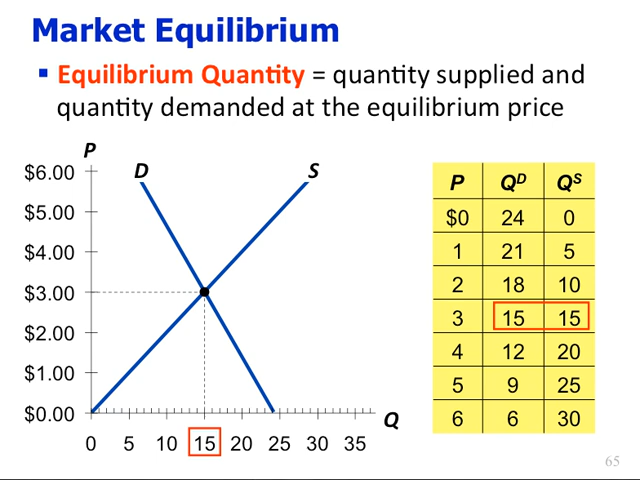 Market Equilibrium
▪ Equilibrium Quantity = quantity supplied and
quantity demanded at the equilibrium price
P
D
S
$6.00
$5.00
$4.00
$3.00
$2.00
$1.00
$0.00
0 5 10 15 20 25 30 35
Q
P Qᴰ Qˢ
$0 24 0
1 21 5
2 18 10
3 15 15
4 12 20
5 9 25
6 6 30
65